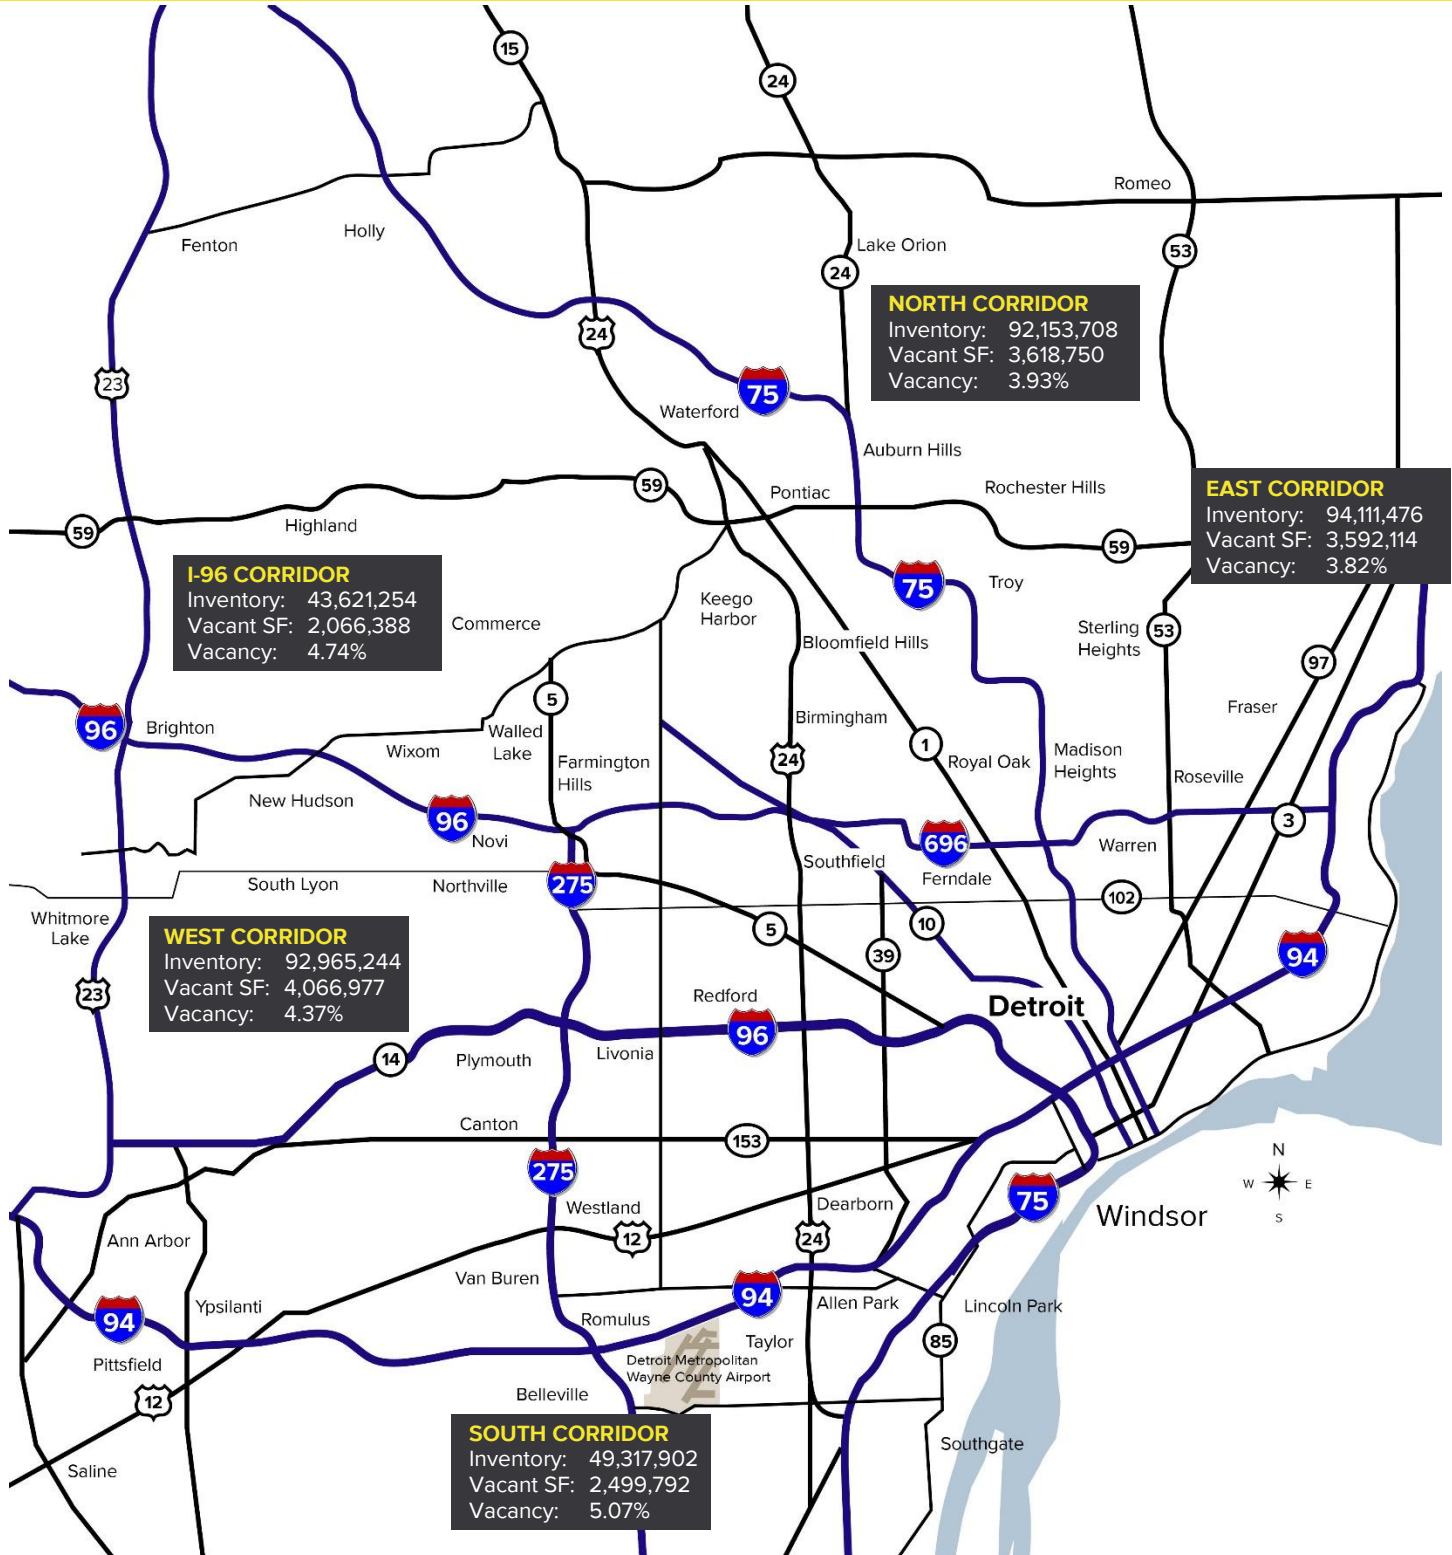 15
24
Romeo
Fenton
Holly
Lake Orion
53
24
NORTH CORRIDOR
Inventory: 92,153,708
Vacant SF: 3,618,750
Vacancy: 3.93%
24
23
75
Waterford
Auburn Hills
59
Pontiac
Rochester Hills
EAST CORRIDOR
Inventory: 94,111,476
Vacant SF: 3,592,114
Vacancy: 3.82%
59
Highland
59
I-96 CORRIDOR
Inventory: 43,621,254
Vacant SF: 2,066,388
Vacancy: 4.74%
Commerce
75
Troy
Keego
Harbor
Bloomfield Hills
Sterling
Heights
53
97
5
Fraser
96
Brighton
Wixom
Walled
Lake
Birmingham
24
1
Royal Oak
Madison
Heights
Roseville
Farmington
Hills
New Hudson
96
Novi
3
696
Warren
Southfield
Ferndale
South Lyon
Northville
275
102
Whitmore
Lake
5
10
39
94
WEST CORRIDOR
Inventory: 92,965,244
Vacant SF: 4,066,977
Vacancy: 4.37%
23
Redford
96
Detroit
14
Plymouth
Livonia
Canton
153
N
W
E
S
275
Westland
Dearborn
75
Windsor
Ann Arbor
12
24
Van Buren
Ypsilanti
94
94
Romulus
Allen Park
Lincoln Park
Taylor
85
Pittsfield
Detroit Metropolitan
Wayne County Airport
12
Belleville
SOUTH CORRIDOR
Inventory: 49,317,902
Vacant SF: 2,499,792
Vacancy: 5.07%
Southgate
Saline